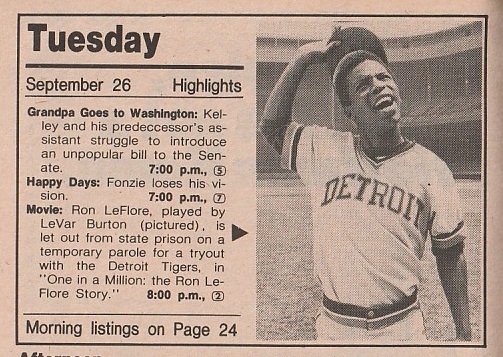 Tuesday
September 26 Highlights
Grandpa Goes to Washington: Kel-
ley and his predeccessor's as-
sistant struggle to introduce
an unpopular bill to the Sen-
ate. 7:00 p.m., ⑤
Happy Days: Fonzie loses his vi-
sion. 7:00 p.m., ⑦
Movie: Ron LeFlore, played by
LeVar Burton (pictured), is
let out from state prison on a
temporary parole for a tryout
with the Detroit Tigers, in
"One in a Million: the Ron Le-
Flore Story." 8:00 p.m., ②
Morning listings on Page 24
DETROIT